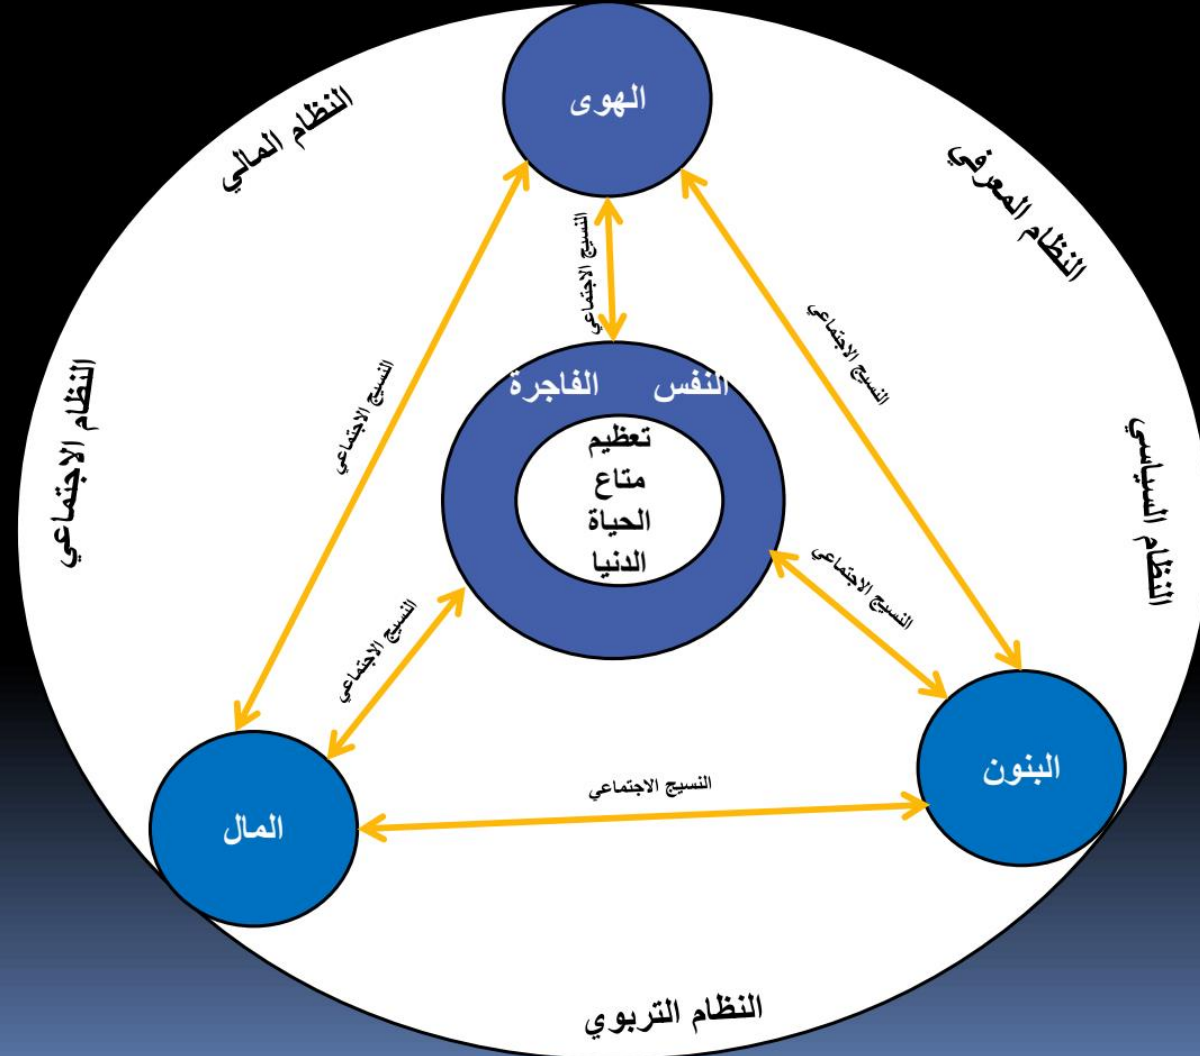 الهوى
النظام المالي
النظام المعرفي
النسيج الاجتماعي
النسيج الاجتماعي
النسيج الاجتماعي
النظام الاجتماعي
النفس الفاجرة
تعظيم
متاع
الحياة
الدنيا
النظام السياسي
النسيج الاجتماعي
النسيج الاجتماعي
البنون
النسيج الاجتماعي
المال
النظام التربوي